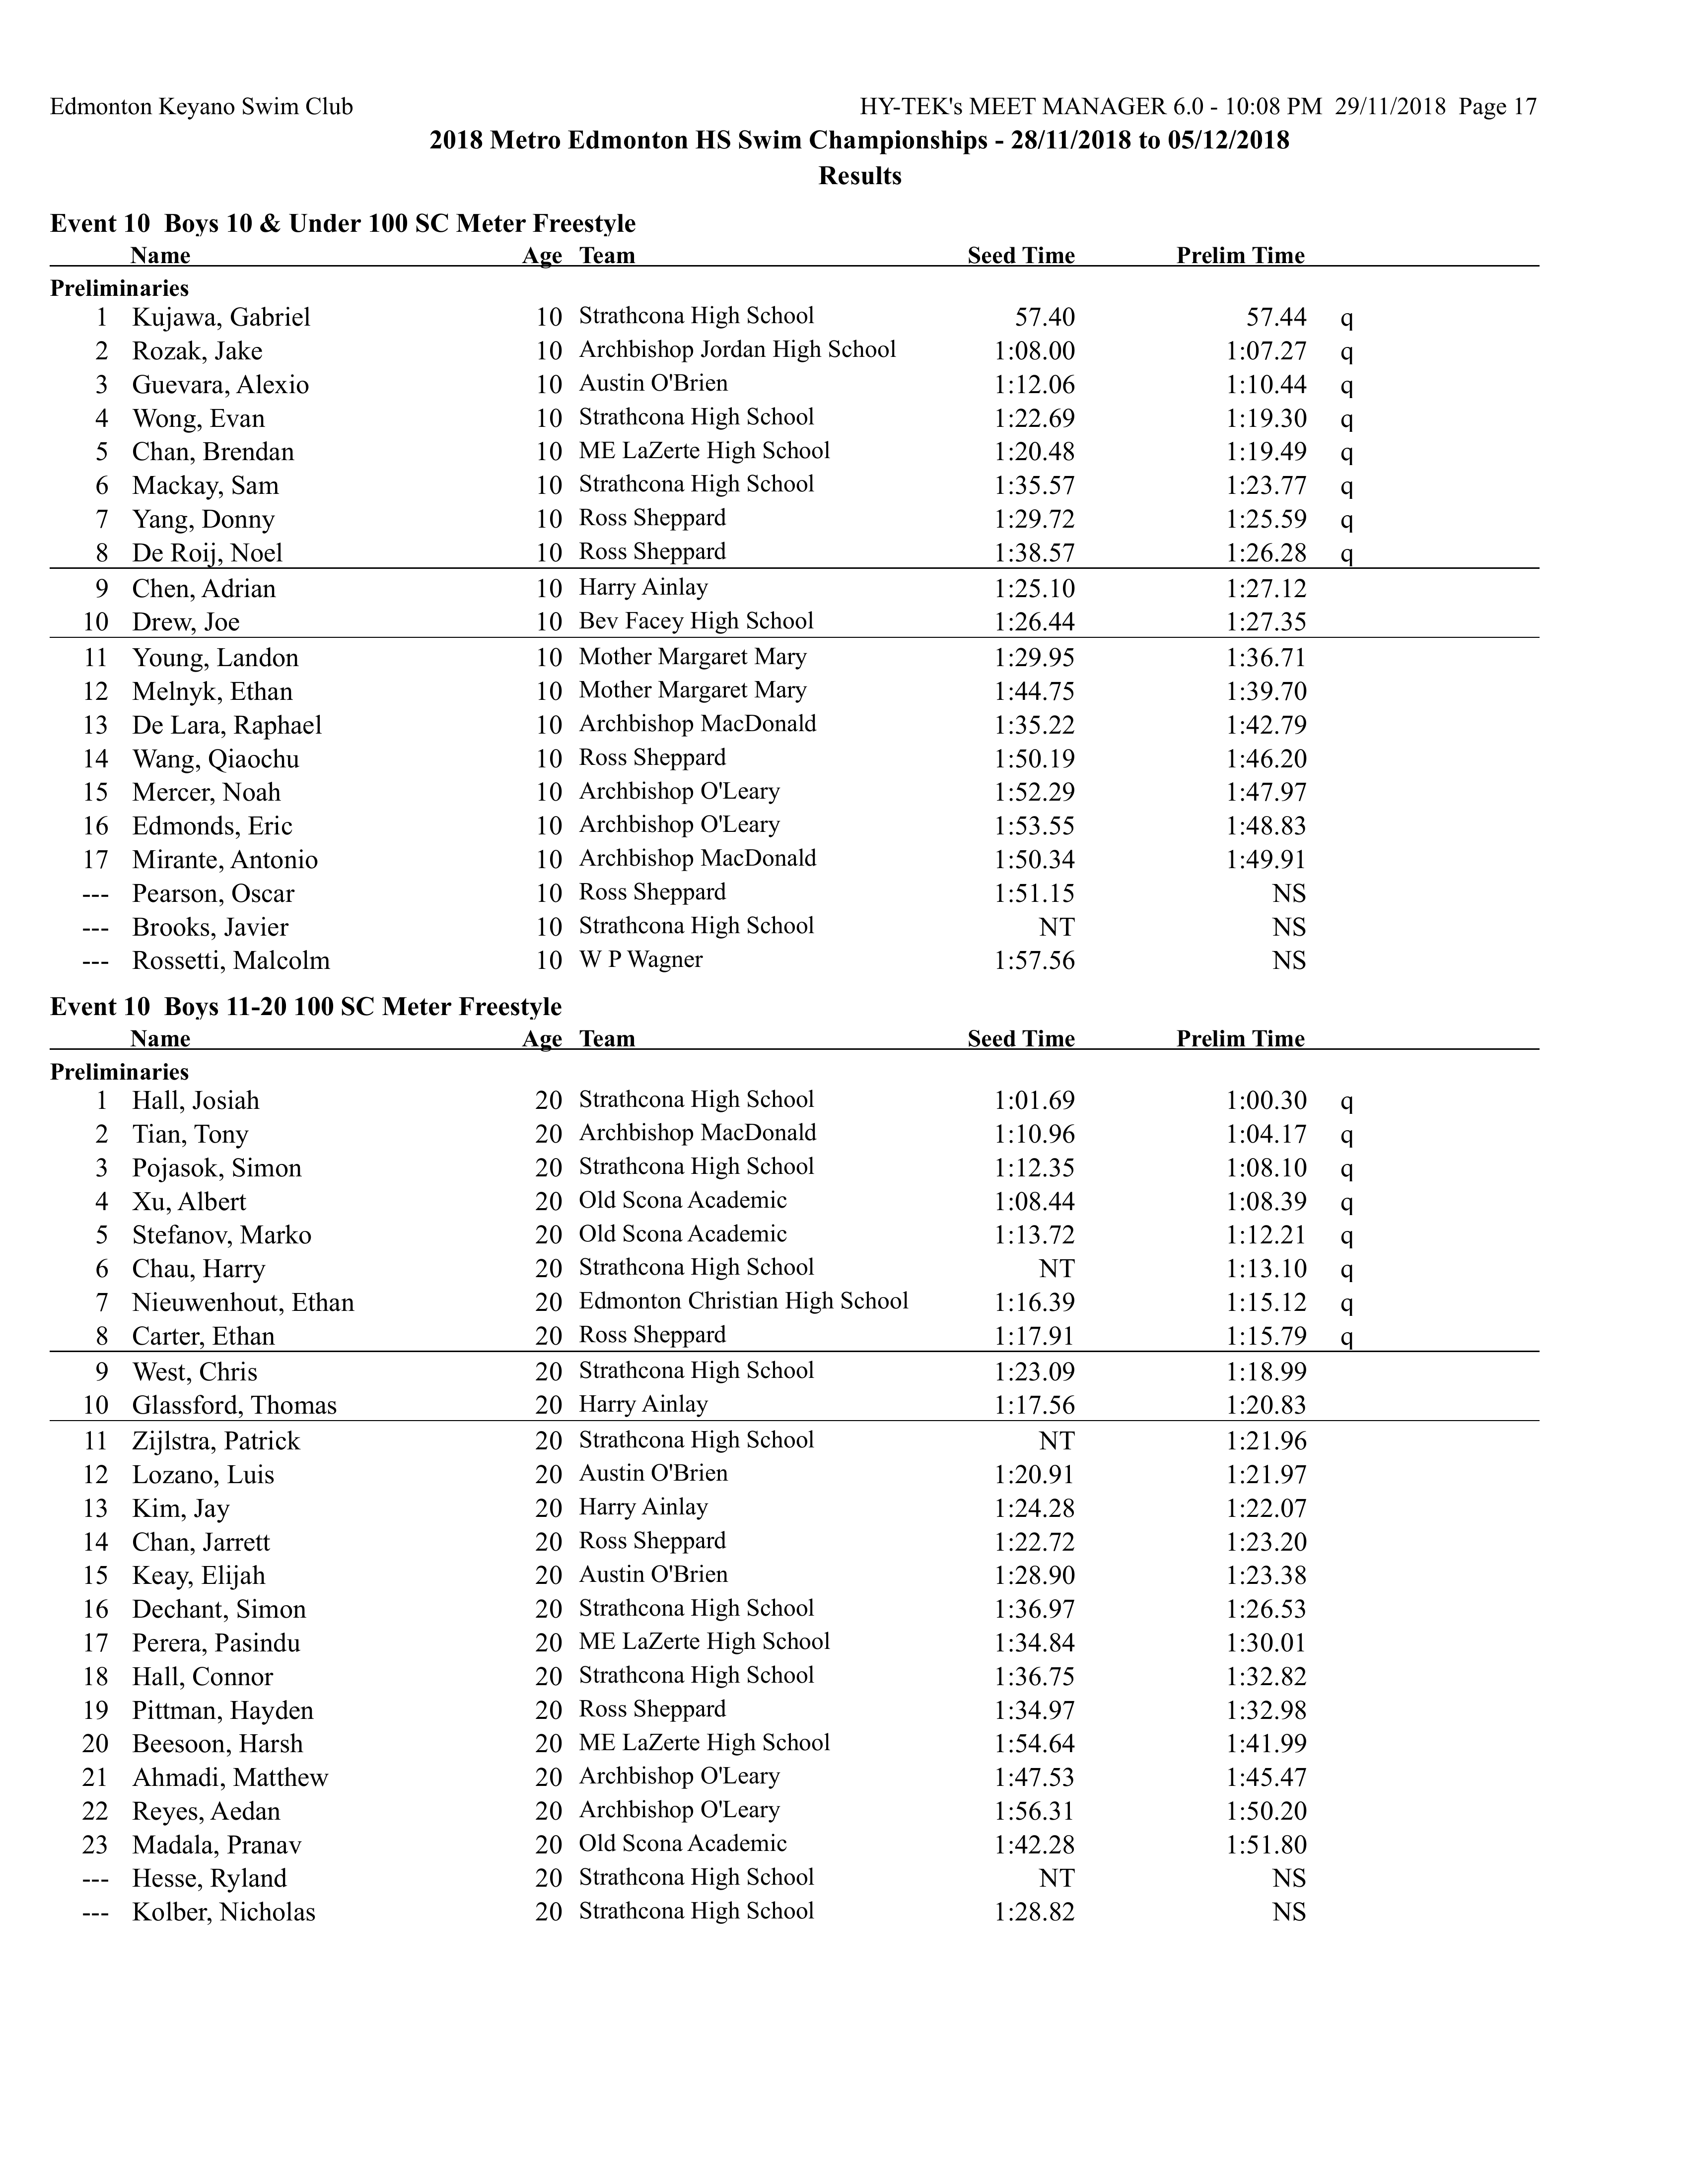 Edmonton Keyano Swim Club HY-TEK's MEET MANAGER 6.0 - 10:08 PM 29/11/2018 Page 17
2018 Metro Edmonton HS Swim Championships - 28/11/2018 to 05/12/2018
Results
Event 10 Boys 10 & Under 100 SC Meter Freestyle
Name Age Team Seed Time Prelim Time
Preliminaries
1 Kujawa, Gabriel 10 Strathcona High School 57.40 57.44 q
2 Rozak, Jake 10 Archbishop Jordan High School 1:08.00 1:07.27 q
3 Guevara, Alexio 10 Austin O'Brien 1:12.06 1:10.44 q
4 Wong, Evan 10 Strathcona High School 1:22.69 1:19.30 q
5 Chan, Brendan 10 ME LaZerte High School 1:20.48 1:19.49 q
6 Mackay, Sam 10 Strathcona High School 1:35.57 1:23.77 q
7 Yang, Donny 10 Ross Sheppard 1:29.72 1:25.59 q
8 De Roij, Noel 10 Ross Sheppard 1:38.57 1:26.28 q
9 Chen, Adrian 10 Harry Ainlay 1:25.10 1:27.12
10 Drew, Joe 10 Bev Facey High School 1:26.44 1:27.35
11 Young, Landon 10 Mother Margaret Mary 1:29.95 1:36.71
12 Melnyk, Ethan 10 Mother Margaret Mary 1:44.75 1:39.70
13 De Lara, Raphael 10 Archbishop MacDonald 1:35.22 1:42.79
14 Wang, Qiaochu 10 Ross Sheppard 1:50.19 1:46.20
15 Mercer, Noah 10 Archbishop O'Leary 1:52.29 1:47.97
16 Edmonds, Eric 10 Archbishop O'Leary 1:53.55 1:48.83
17 Mirante, Antonio 10 Archbishop MacDonald 1:50.34 1:49.91
--- Pearson, Oscar 10 Ross Sheppard 1:51.15 NS
--- Brooks, Javier 10 Strathcona High School NT NS
--- Rossetti, Malcolm 10 W P Wagner 1:57.56 NS
Event 10 Boys 11-20 100 SC Meter Freestyle
Name Age Team Seed Time Prelim Time
Preliminaries
1 Hall, Josiah 20 Strathcona High School 1:01.69 1:00.30 q
2 Tian, Tony 20 Archbishop MacDonald 1:10.96 1:04.17 q
3 Pojasok, Simon 20 Strathcona High School 1:12.35 1:08.10 q
4 Xu, Albert 20 Old Scona Academic 1:08.44 1:08.39 q
5 Stefanov, Marko 20 Old Scona Academic 1:13.72 1:12.21 q
6 Chau, Harry 20 Strathcona High School NT 1:13.10 q
7 Nieuwenhout, Ethan 20 Edmonton Christian High School 1:16.39 1:15.12 q
8 Carter, Ethan 20 Ross Sheppard 1:17.91 1:15.79 q
9 West, Chris 20 Strathcona High School 1:23.09 1:18.99
10 Glassford, Thomas 20 Harry Ainlay 1:17.56 1:20.83
11 Zijlstra, Patrick 20 Strathcona High School NT 1:21.96
12 Lozano, Luis 20 Austin O'Brien 1:20.91 1:21.97
13 Kim, Jay 20 Harry Ainlay 1:24.28 1:22.07
14 Chan, Jarrett 20 Ross Sheppard 1:22.72 1:23.20
15 Keay, Elijah 20 Austin O'Brien 1:28.90 1:23.38
16 Dechant, Simon 20 Strathcona High School 1:36.97 1:26.53
17 Perera, Pasindu 20 ME LaZerte High School 1:34.84 1:30.01
18 Hall, Connor 20 Strathcona High School 1:36.75 1:32.82
19 Pittman, Hayden 20 Ross Sheppard 1:34.97 1:32.98
20 Beesoon, Harsh 20 ME LaZerte High School 1:54.64 1:41.99
21 Ahmadi, Matthew 20 Archbishop O'Leary 1:47.53 1:45.47
22 Reyes, Aedan 20 Archbishop O'Leary 1:56.31 1:50.20
23 Madala, Pranav 20 Old Scona Academic 1:42.28 1:51.80
--- Hesse, Ryland 20 Strathcona High School NT NS
--- Kolber, Nicholas 20 Strathcona High School 1:28.82 NS